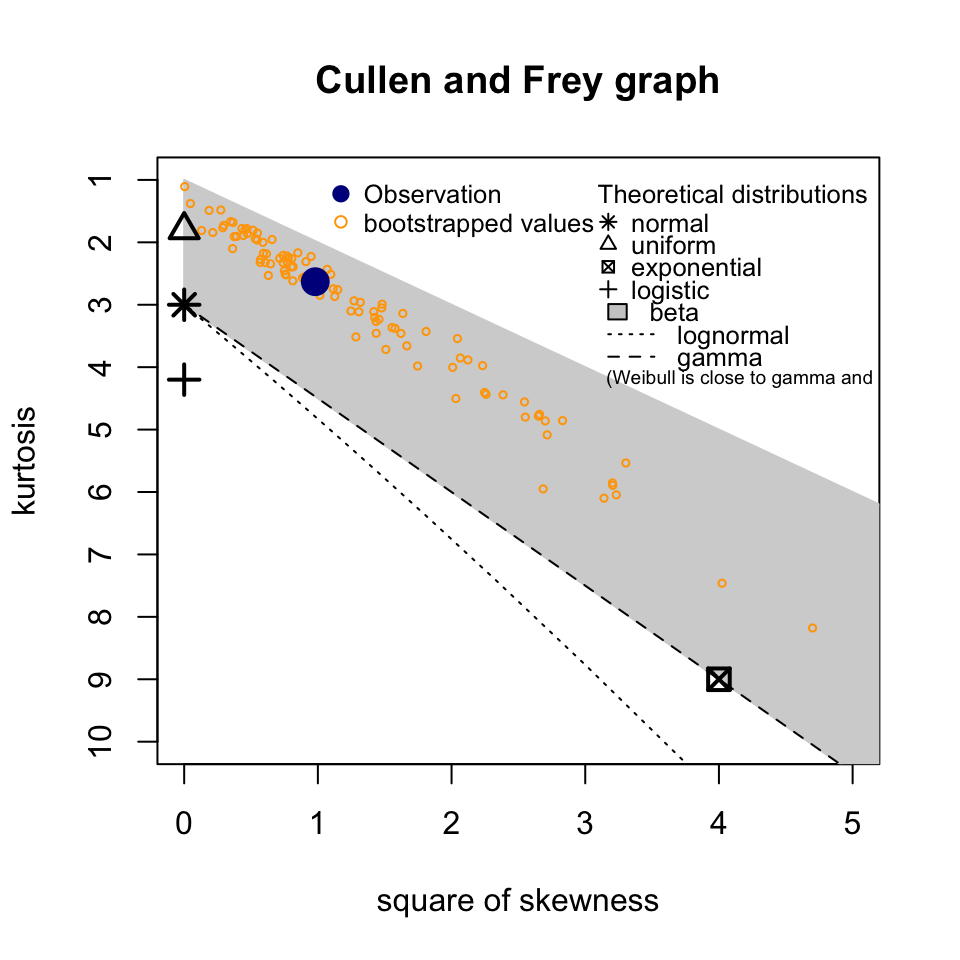 Cullen and Frey graph
Observation
bootstrapped values
Theoretical distributions
normal
uniform
exponential
logistic
beta
lognormal
gamma
(Weibull is close to gamma and
kurtosis
1
2
3
4
5
6
7
8
9
10
0 1 2 3 4 5
square of skewness